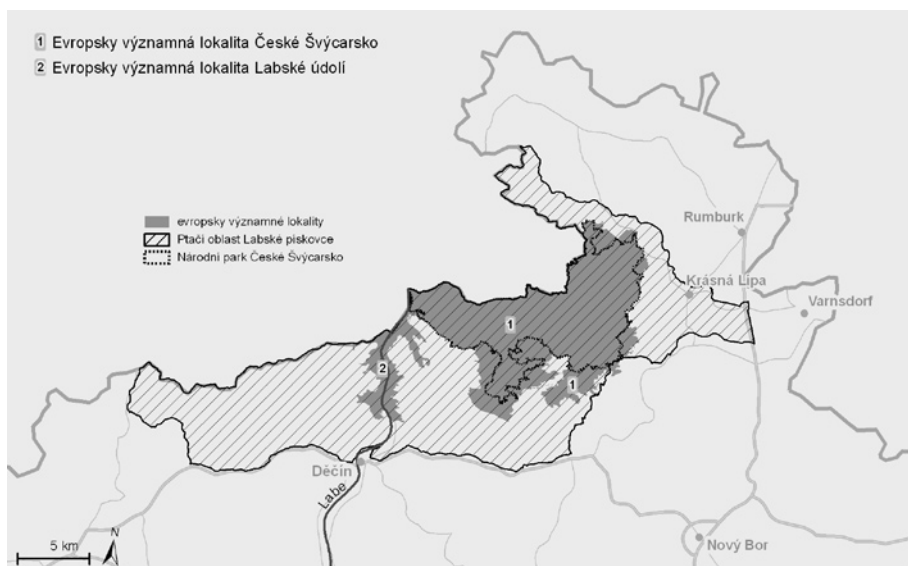 1 Evropsky významná lokalita České Švýcarsko
2 Evropsky významná lokalita Labské údolí
evropsky významné lokality
Ptačí oblast Labské pískovce
Národní park České Švýcarsko
Rumburk
Krásná Lípa
Varnsdorf
1
2
1
Děčín
Labe
Nový Bor
5 km
N